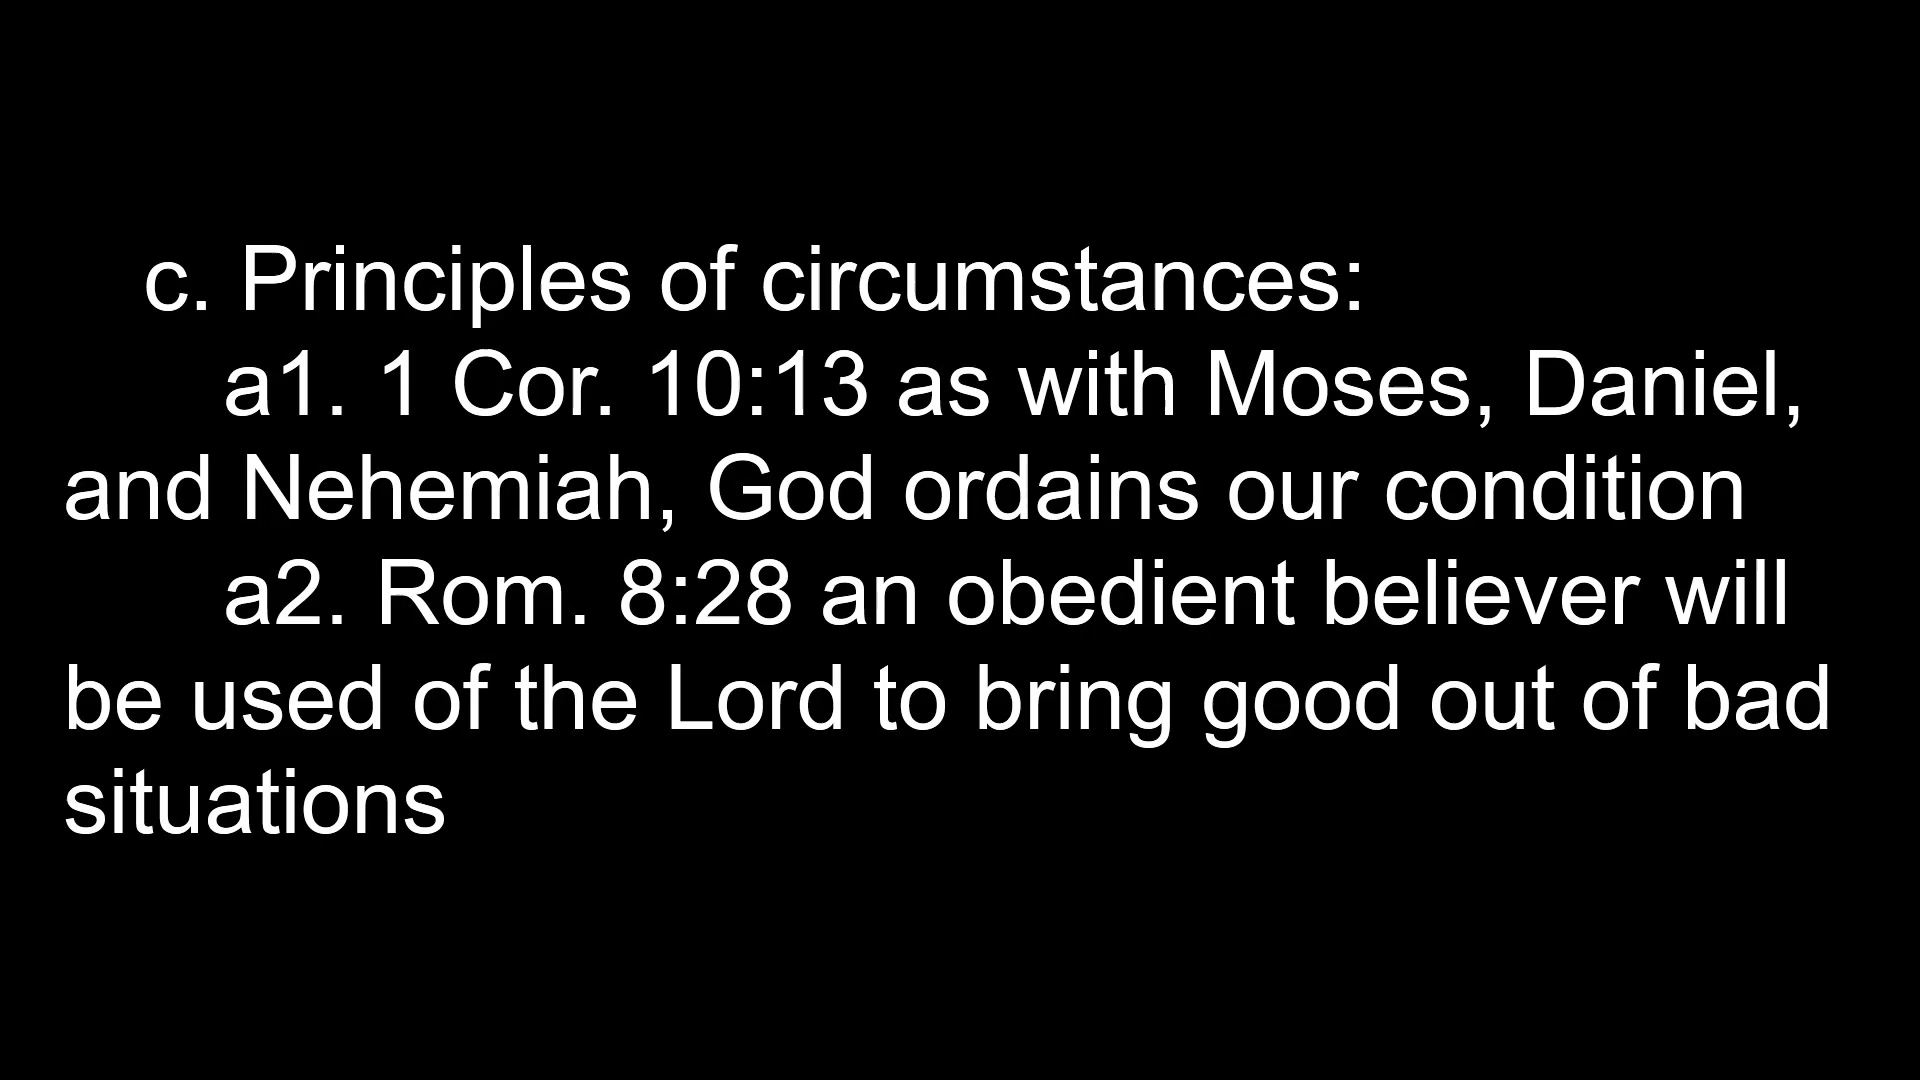 c. Principles of circumstances:
a1. 1 Cor. 10:13 as with Moses, Daniel,
and Nehemiah, God ordains our condition
a2. Rom. 8:28 an obedient believer will
be used of the Lord to bring good out of bad
situations